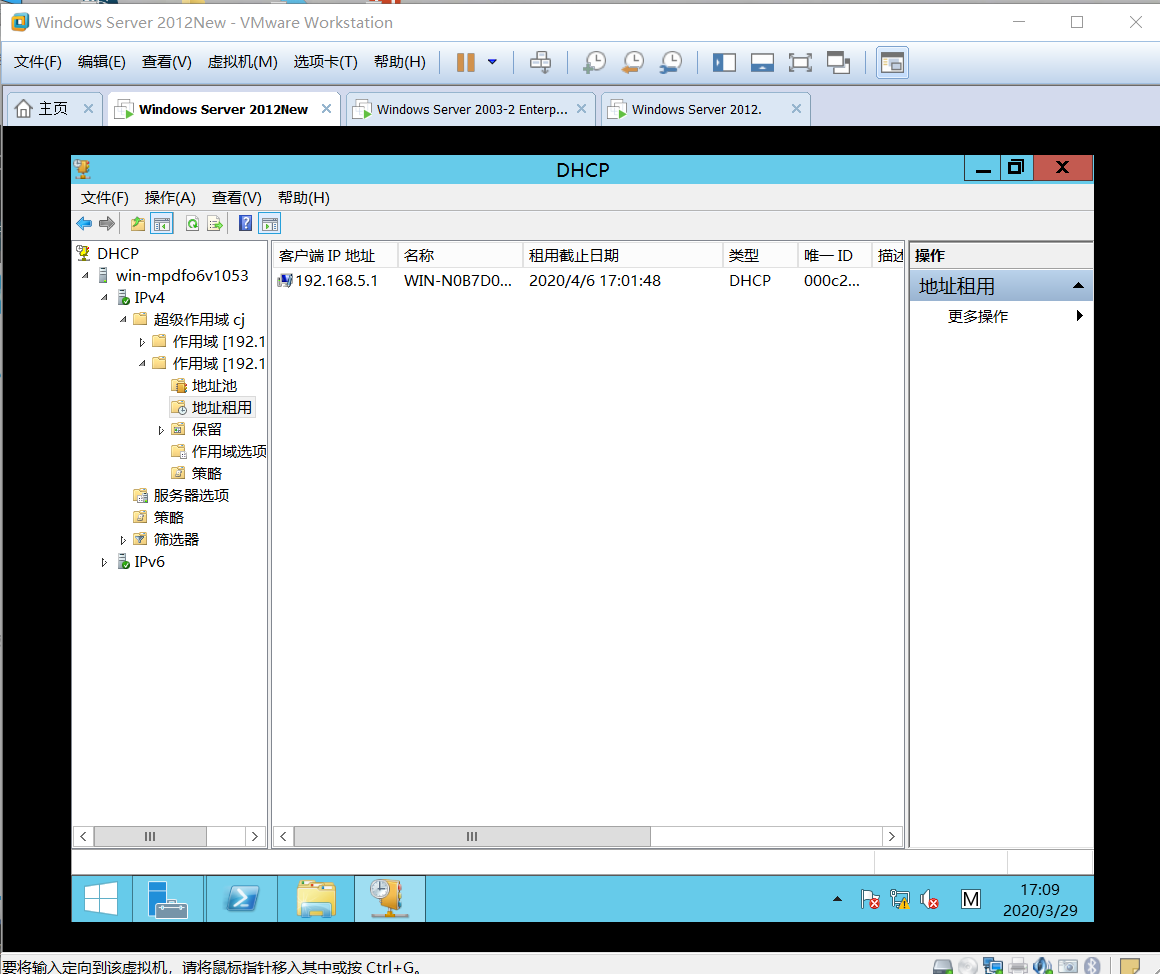 Windows Server 2012New - VMware Workstation
文件(F) 编辑(E) 查看(V) 虚拟机(M) 选项卡(T) 帮助(H)
主页 Windows Server 2012New Windows Server 2003-2 Enterp... Windows Server 2012.
DHCP
文件(F) 操作(A) 查看(V) 帮助(H)
DHCP
win-mpdfo6v1053
IPv4
超级作用域 cj
作用域 [192.1
作用域 [192.1
地址池
地址租用
保留
作用域选项
策略
服务器选项
策略
筛选器
IPv6
客户端 IP 地址 名称 租用截止日期 类型 唯一 ID 描述
192.168.5.1 WIN-N0B7D0... 2020/4/6 17:01:48 DHCP 000c2...
操作
地址租用
更多操作
M
17:09
2020/3/29
要将输入定向到该虚拟机，请将鼠标指针移入其中或按 Ctrl+G。